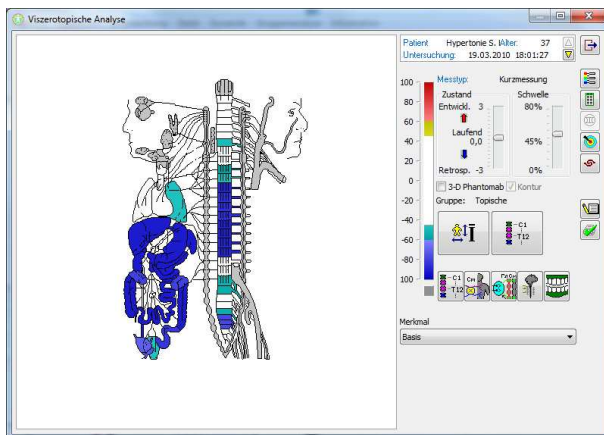 Viszerotopische Analyse
Patient Hypertonie S. I Alter: 37
Untersuchung: 19.03.2010 18:01:27
Messtyp: Kurzmessung
Zustand Schwelle
Entwickl. 3 80%
Laufend
0,0 45%
Retrosp. -3 0%
100
80
60
40
20
0
-20
-40
-60
-80
100
3-D Phantomab Kontur
Gruppe: Topische
C1
T12
C1
T12
Cm
Merkmal
Basis